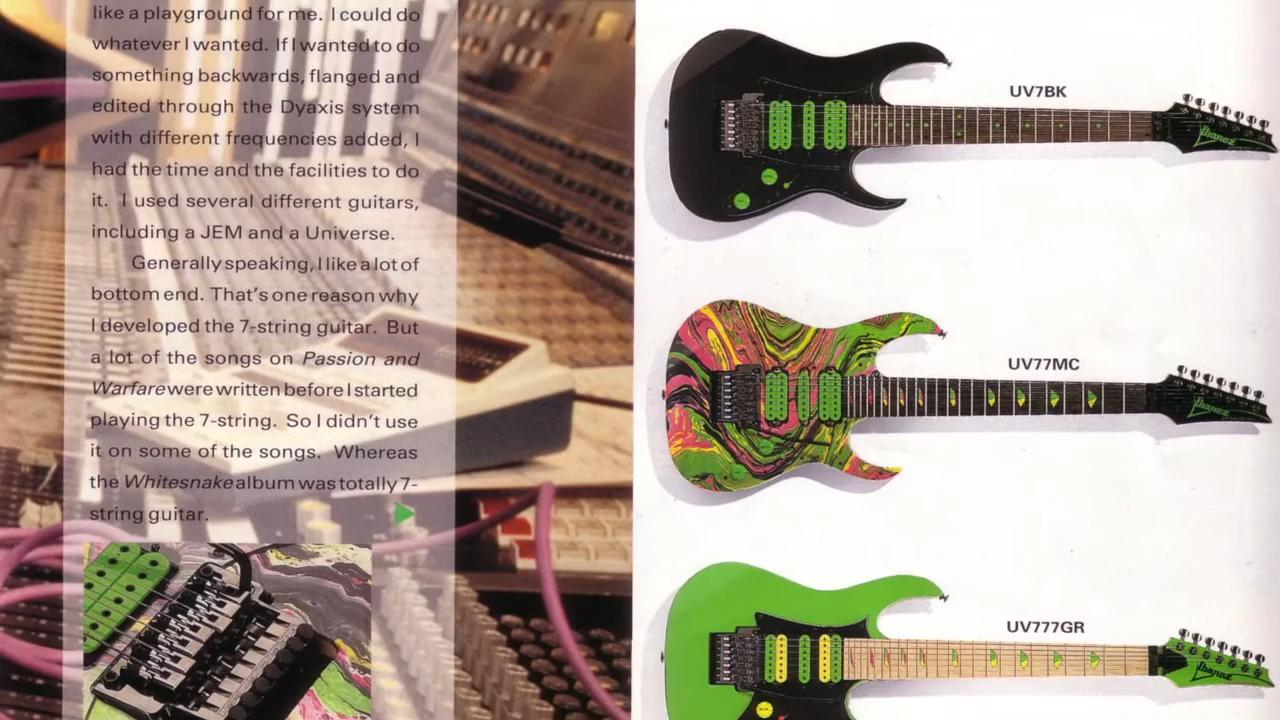 like a playground for me. I could do
whatever I wanted. If I wanted to do
something backwards, flanged and
edited through the Dyaxis system
with different frequencies added, I
had the time and the facilities to do
it. I used several different guitars,
including a JEM and a Universe.
Generally speaking, I like a lot of
bottom end. That's one reason why
I developed the 7-string guitar. But
a lot of the songs on Passion and
Warfare were written before I started
playing the 7-string. So I didn't use
it on some of the songs. Whereas
the Whitesnake album was totally 7-
string guitar.
UV7BK
Ibanez
UV77MC
Ibanez
UV777GR
Ibanez